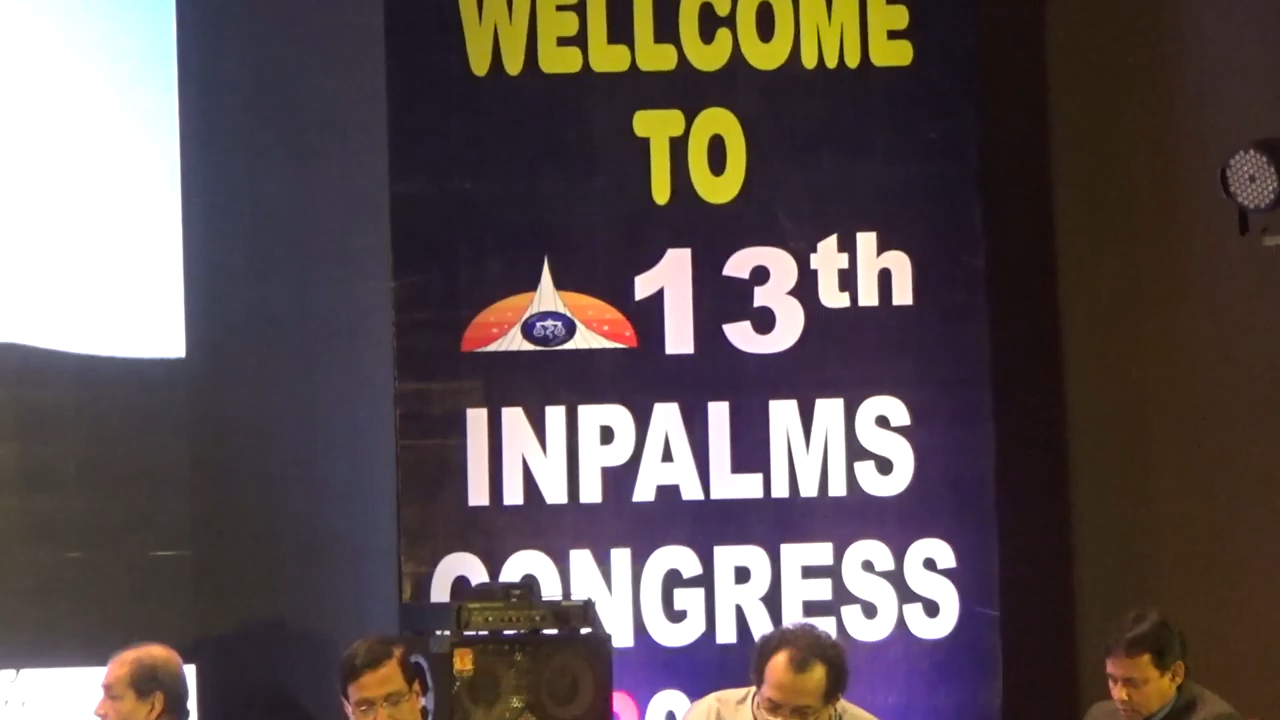 WELLCOME
TO
13th
INPALMS
CONGRESS